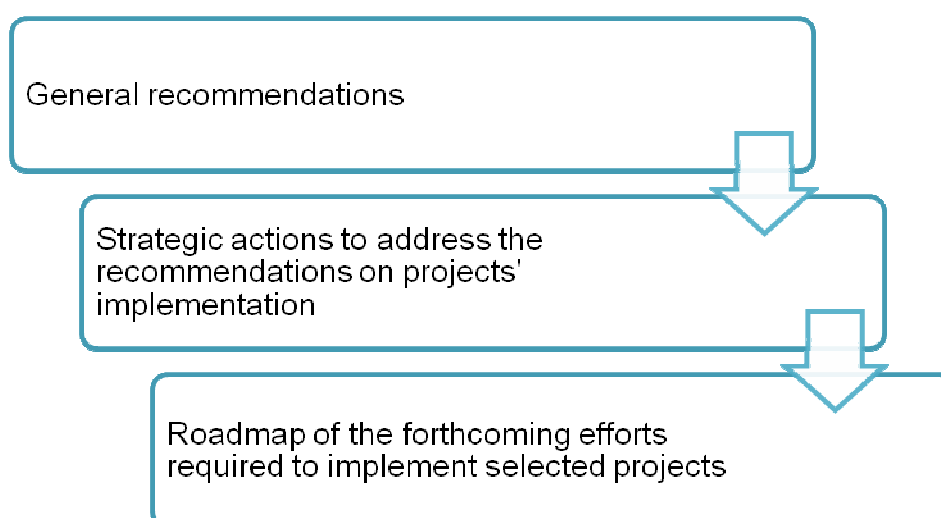 General recommendations
Strategic actions to address the
recommendations on projects'
implementation
Roadmap of the forthcoming efforts
required to implement selected projects